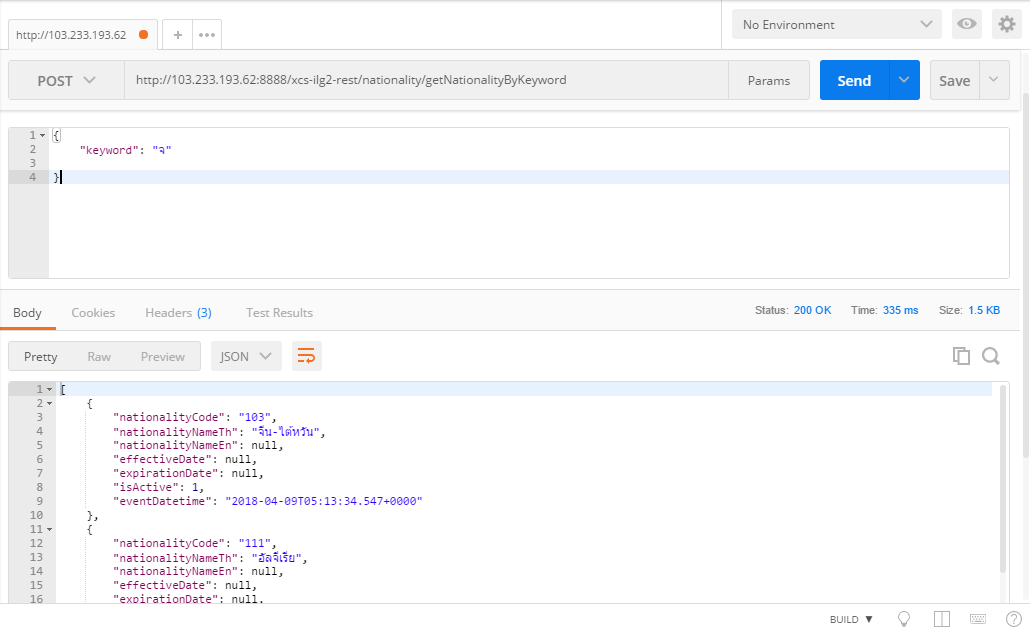 http://103.233.193.62
No Environment
POST http://103.233.193.62:8888/xcs-ilg2-rest/nationality/getNationalityByKeyword Params Send Save
1 {
2 "keyword": "จ"
3
4 }
Body Cookies Headers (3) Test Results Status: 200 OK Time: 335 ms Size: 1.5 KB
Pretty Raw Preview JSON
1 [
2 {
3 "nationalityCode": "103",
4 "nationalityNameTh": "จีน-ไต้หวัน",
5 "nationalityNameEn": null,
6 "effectiveDate": null,
7 "expirationDate": null,
8 "isActive": 1,
9 "eventDatetime": "2018-04-09T05:13:34.547+0000"
10 },
11 {
12 "nationalityCode": "111",
13 "nationalityNameTh": "อัลจีเรีย",
14 "nationalityNameEn": null,
15 "effectiveDate": null,
16 "expirationDate": null,
BUILD